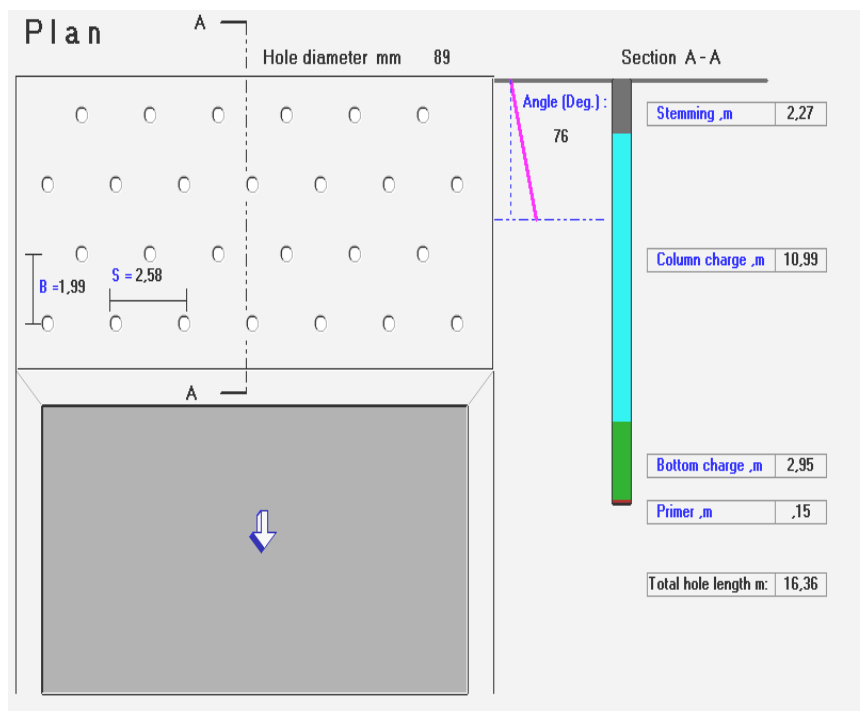 Plan
A
Hole diameter mm 89
Section A-A
Angle (Deg.) :
76
Stemming ,m 2,27
Column charge ,m 10,99
B =1,99
S = 2,58
A
Bottom charge ,m 2,95
Primer ,m ,15
Total hole length m: 16,36